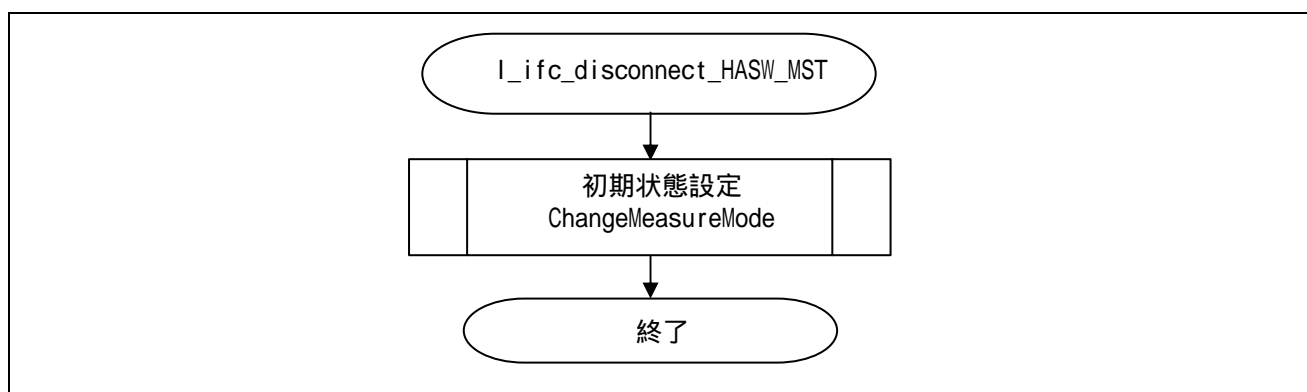 l_ifc_disconnect_HASW_MST
初期状態設定
ChangeMeasureMode
終了